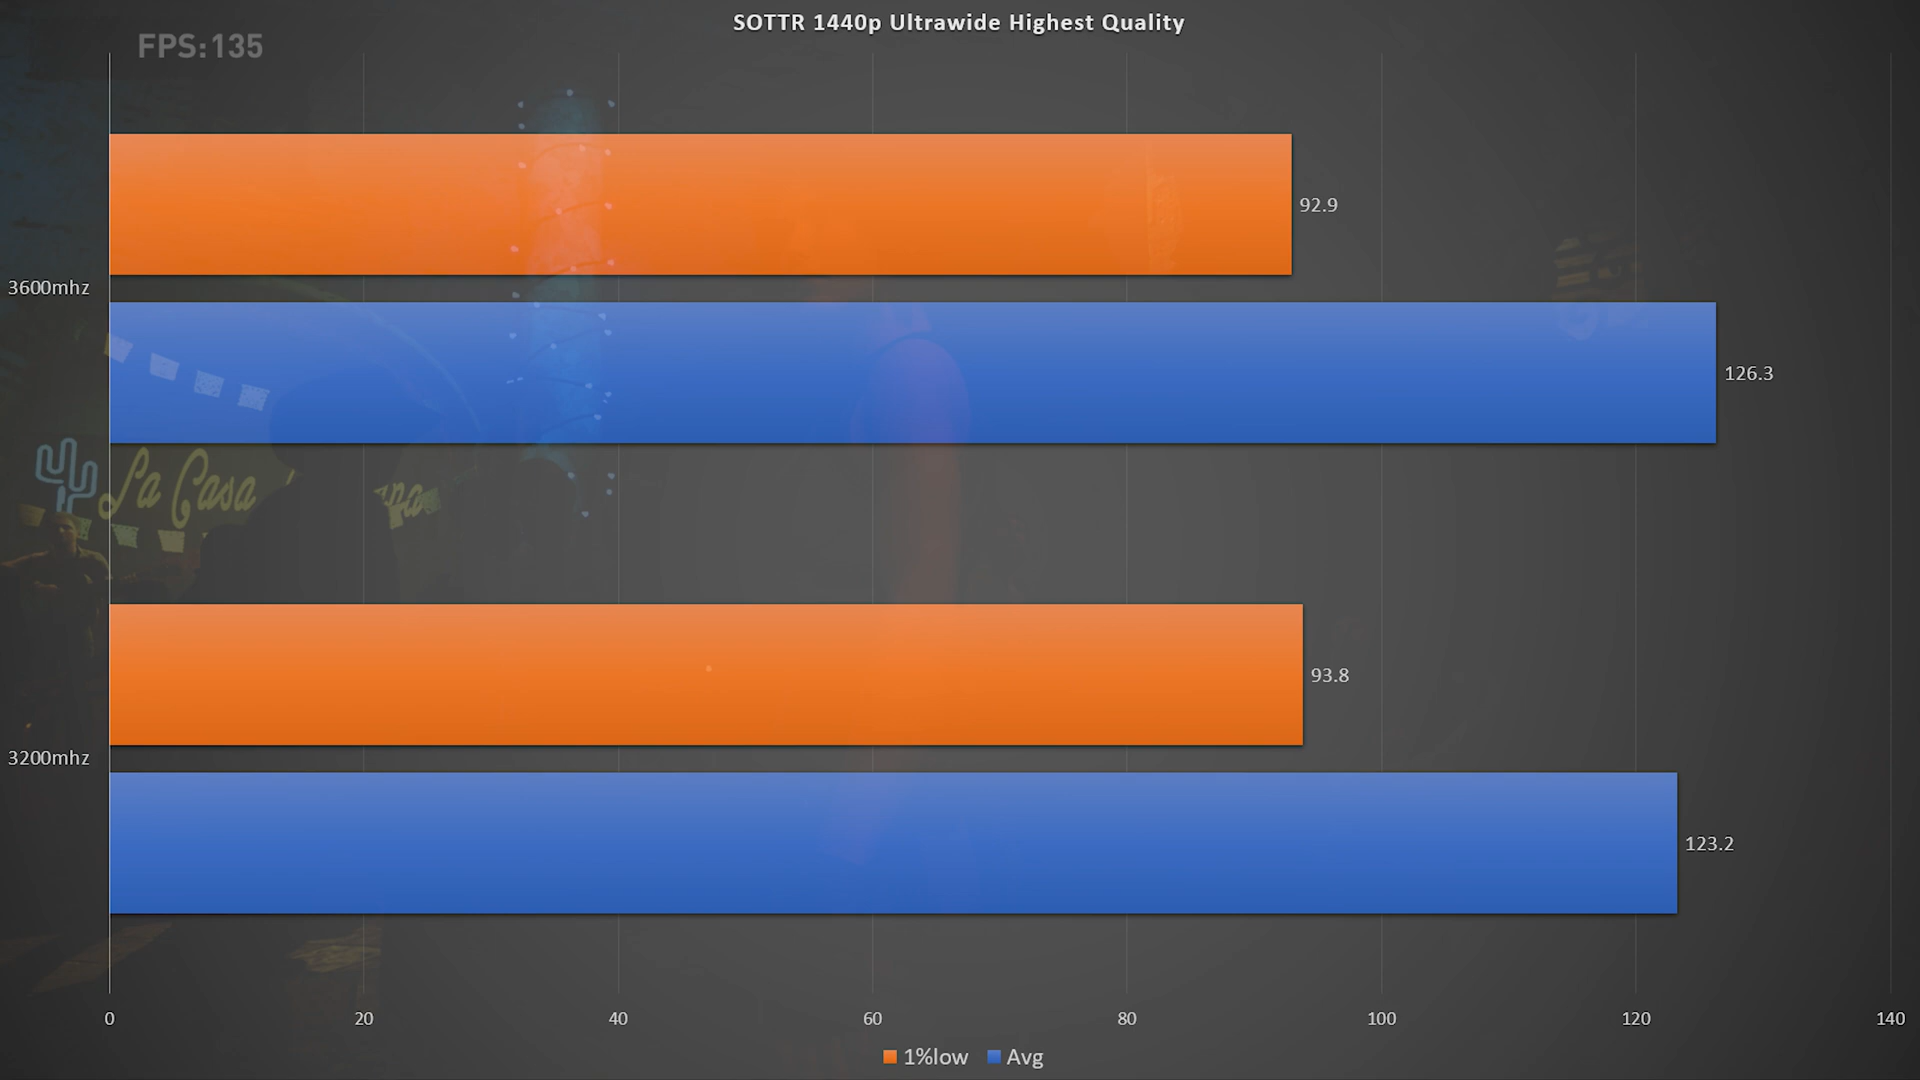 SOTTR 1440p Ultrawide Highest Quality
FPS:135
92.9
3600mhz
126.3
La Casa
93.8
3200mhz
123.2
0 20 40 60 80 100 120 140
1%low Avg